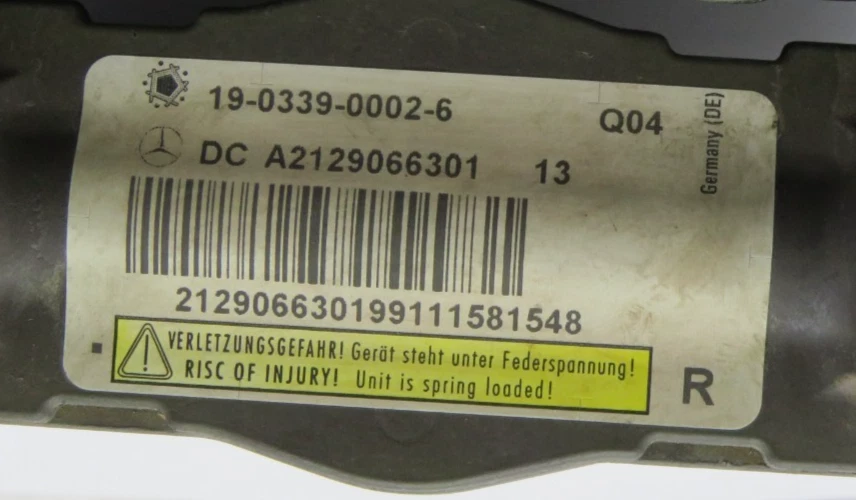 19-0339-0002-6 Q04
Germany (DE)
DC A2129066301 13
212906630199111581548
VERLETZUNGSGEFAHR! Gerät steht unter Federspannung!
RISC OF INJURY! Unit is spring loaded!
R